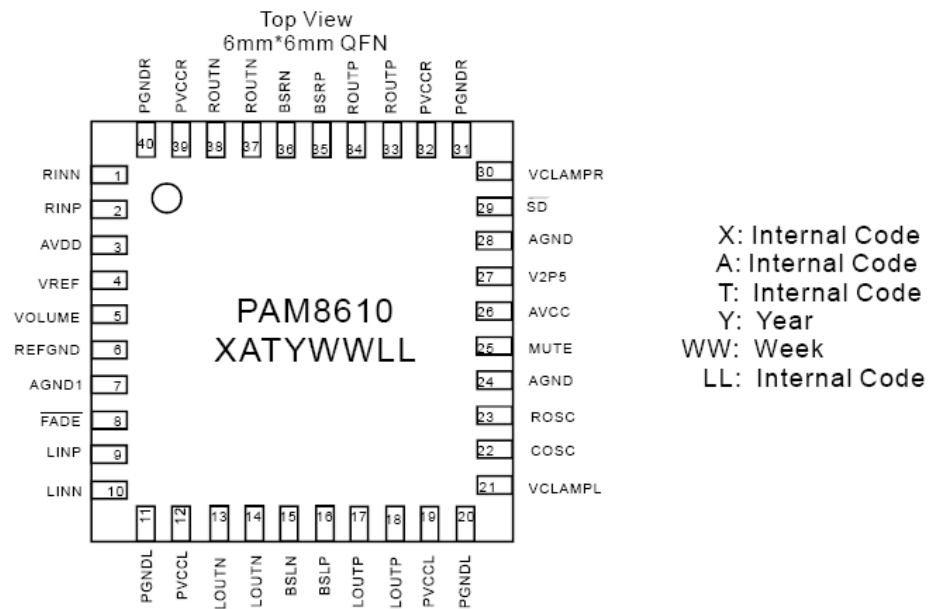 Top View
6mm*6mm QFN
PGNDR PVCCR ROUTN ROUTN BSRN BSRP ROUTP ROUTP PVCCR PGNDR
40 39 38 37 36 35 34 33 32 31
RINN 1
RINP 2
AVDD 3
VREF 4
VOLUME 5
REFGND 6
AGND1 7
FADE 8
LINP 9
LINN 10
PAM8610
XATYWWLL
30 VCLAMPR
29 SD
28 AGND
27 V2P5
26 AVCC
25 MUTE
24 AGND
23 ROSC
22 COSC
21 VCLAMPL
11 12 13 14 15 16 17 18 19 20
PGNDL PVCCL LOUTN LOUTN BSLN BSLP LOUTP LOUTP PVCCL PGNDL
X: Internal Code
A: Internal Code
T: Internal Code
Y: Year
WW: Week
LL: Internal Code